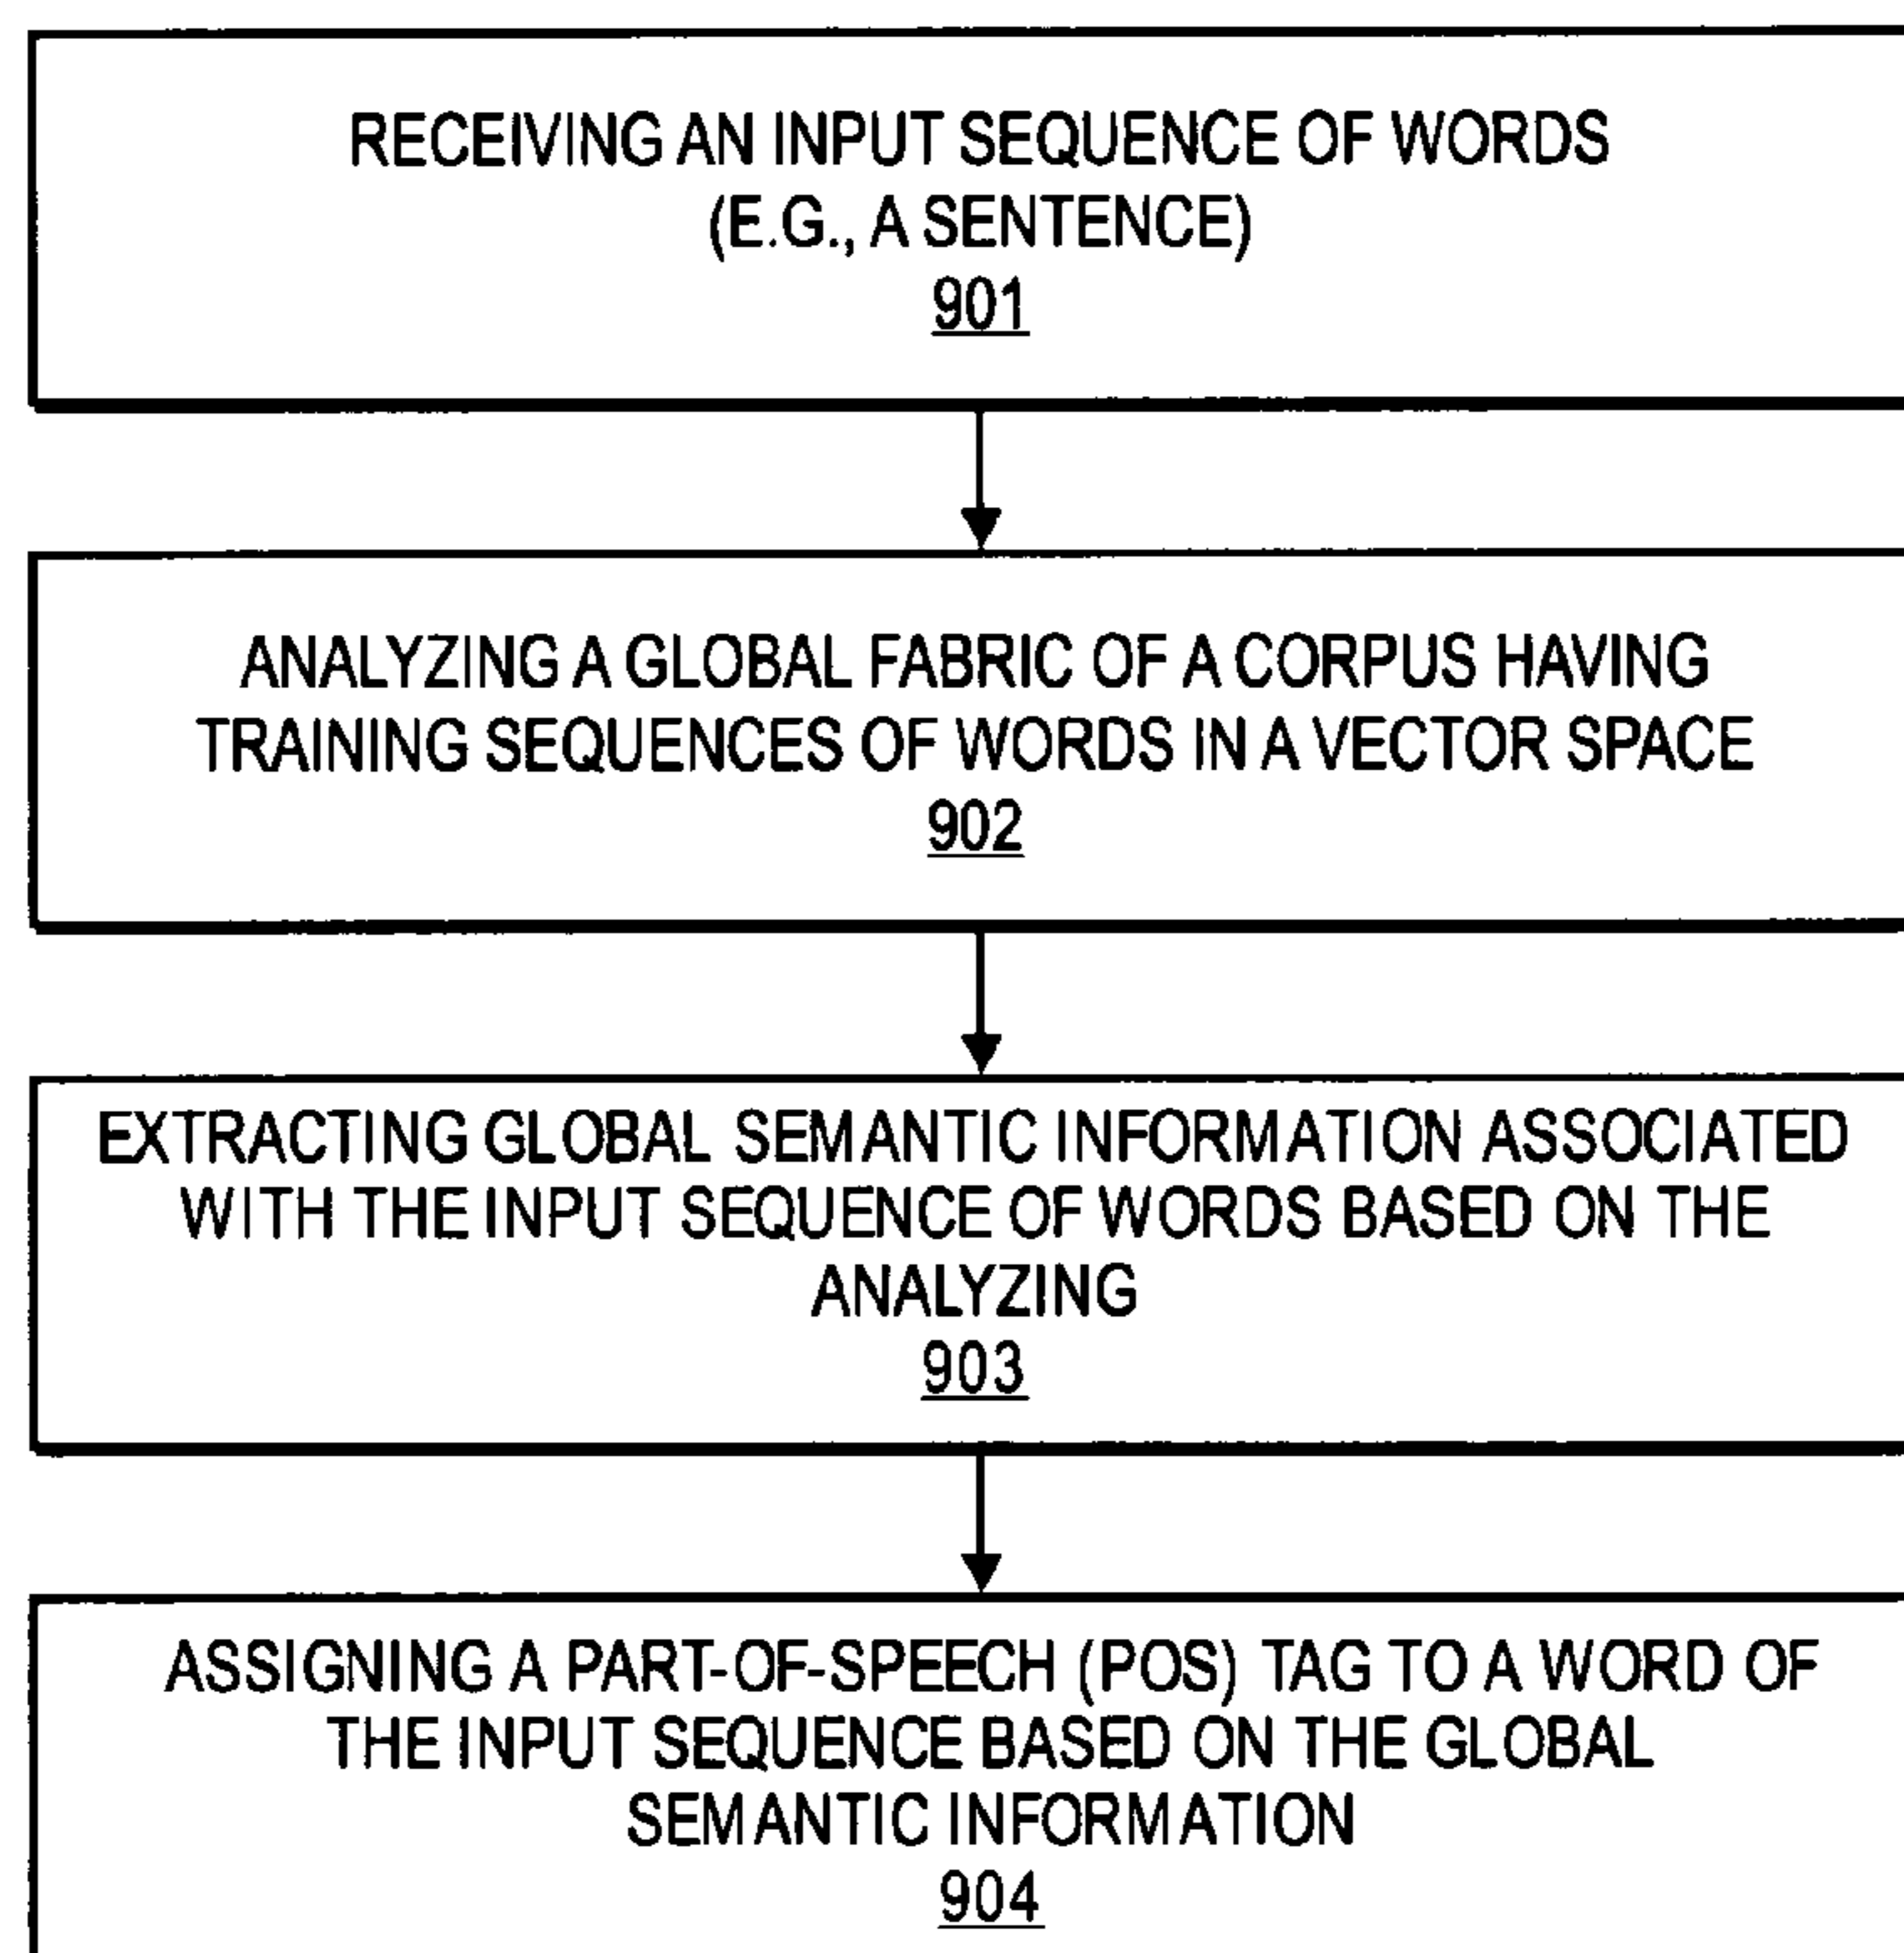 RECEIVING AN INPUT SEQUENCE OF WORDS
(E.G., A SENTENCE)
901
ANALYZING A GLOBAL FABRIC OF A CORPUS HAVING
TRAINING SEQUENCES OF WORDS IN A VECTOR SPACE
902
EXTRACTING GLOBAL SEMANTIC INFORMATION ASSOCIATED
WITH THE INPUT SEQUENCE OF WORDS BASED ON THE
ANALYZING
903
ASSIGNING A PART-OF-SPEECH (POS) TAG TO A WORD OF
THE INPUT SEQUENCE BASED ON THE GLOBAL
SEMANTIC INFORMATION
904